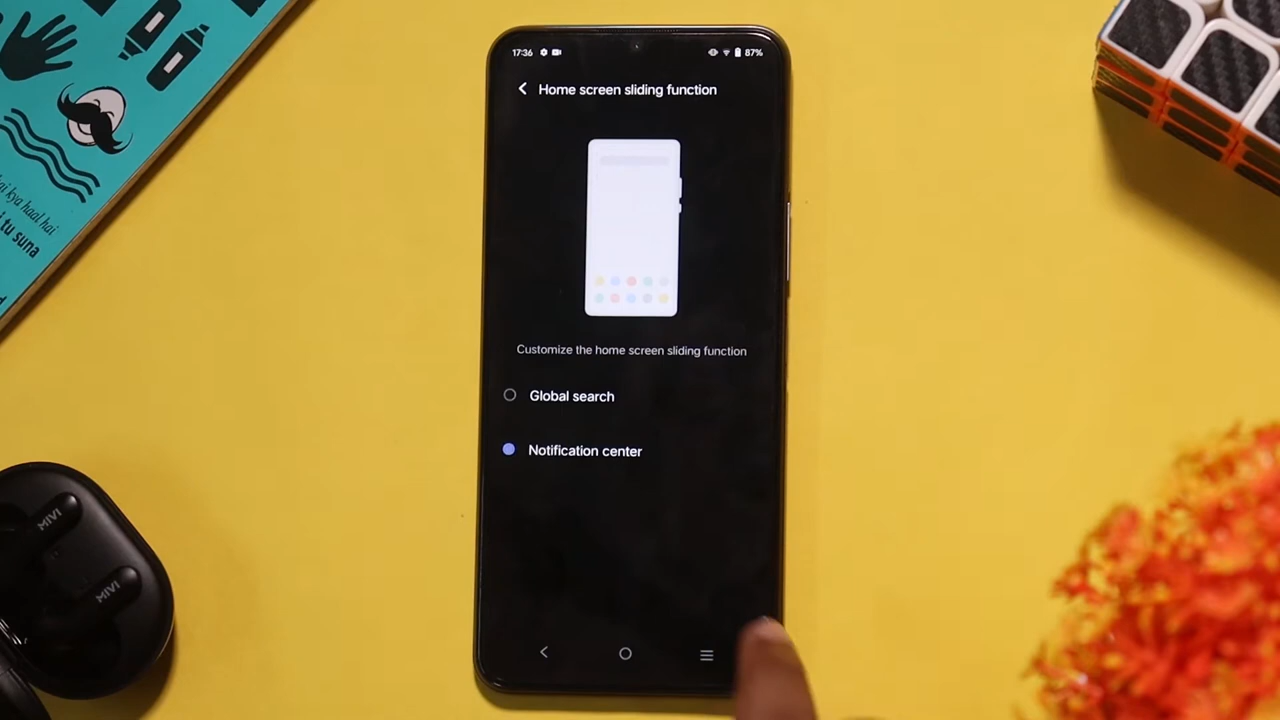 17:36
87%
Home screen sliding function
Customize the home screen sliding function
Global search
Notification center
kya haal hai
tu suna
MIVI
MIVI